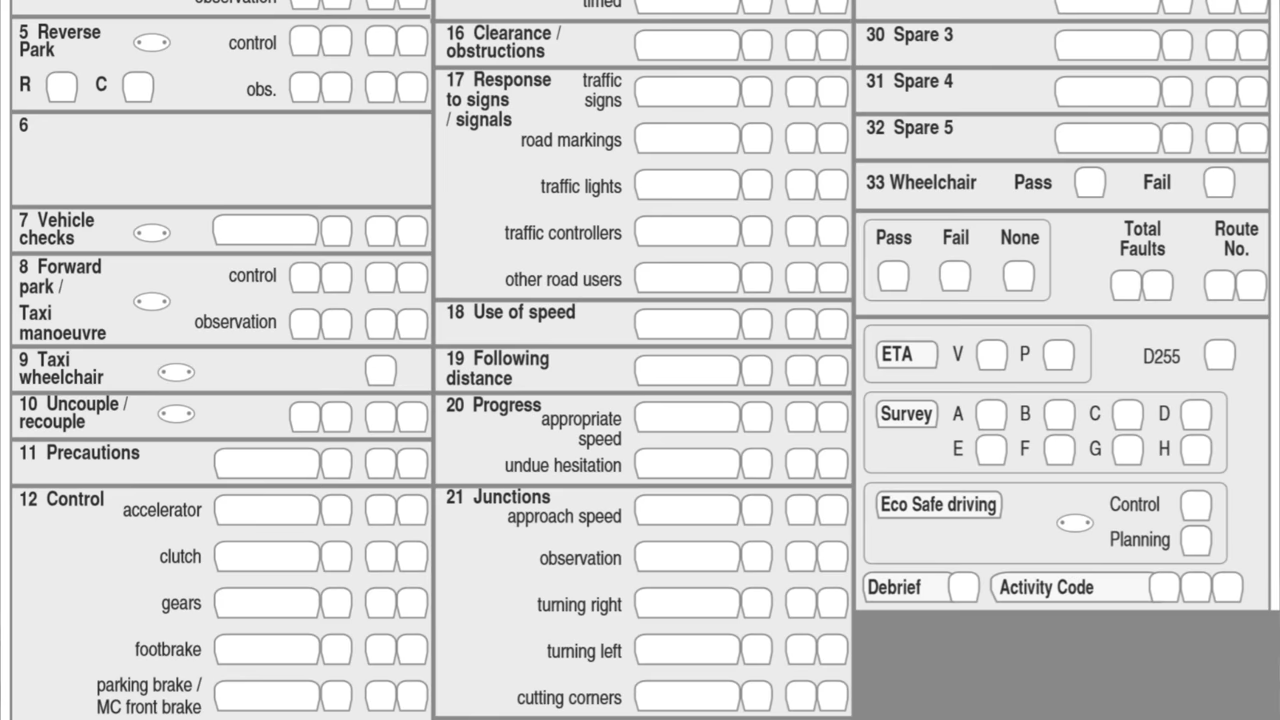 observation
5 Reverse
Park
control
R
C
obs.
6
7 Vehicle
checks
8 Forward
park /
control
Taxi
manoeuvre
observation
9 Taxi
wheelchair
10 Uncouple /
recouple
11 Precautions
12 Control
accelerator
clutch
gears
footbrake
parking brake /
MC front brake
timed
16 Clearance /
obstructions
17 Response
to signs
/ signals
traffic
signs
road markings
traffic lights
traffic controllers
other road users
18 Use of speed
19 Following
distance
20 Progress
appropriate
speed
undue hesitation
21 Junctions
approach speed
observation
turning right
turning left
cutting corners
30 Spare 3
31 Spare 4
32 Spare 5
33 Wheelchair Pass Fail
Pass Fail None
Total
Faults
Route
No.
ETA V P D255
Survey A B C D
E F G H
Eco Safe driving
Control
Planning
Debrief Activity Code